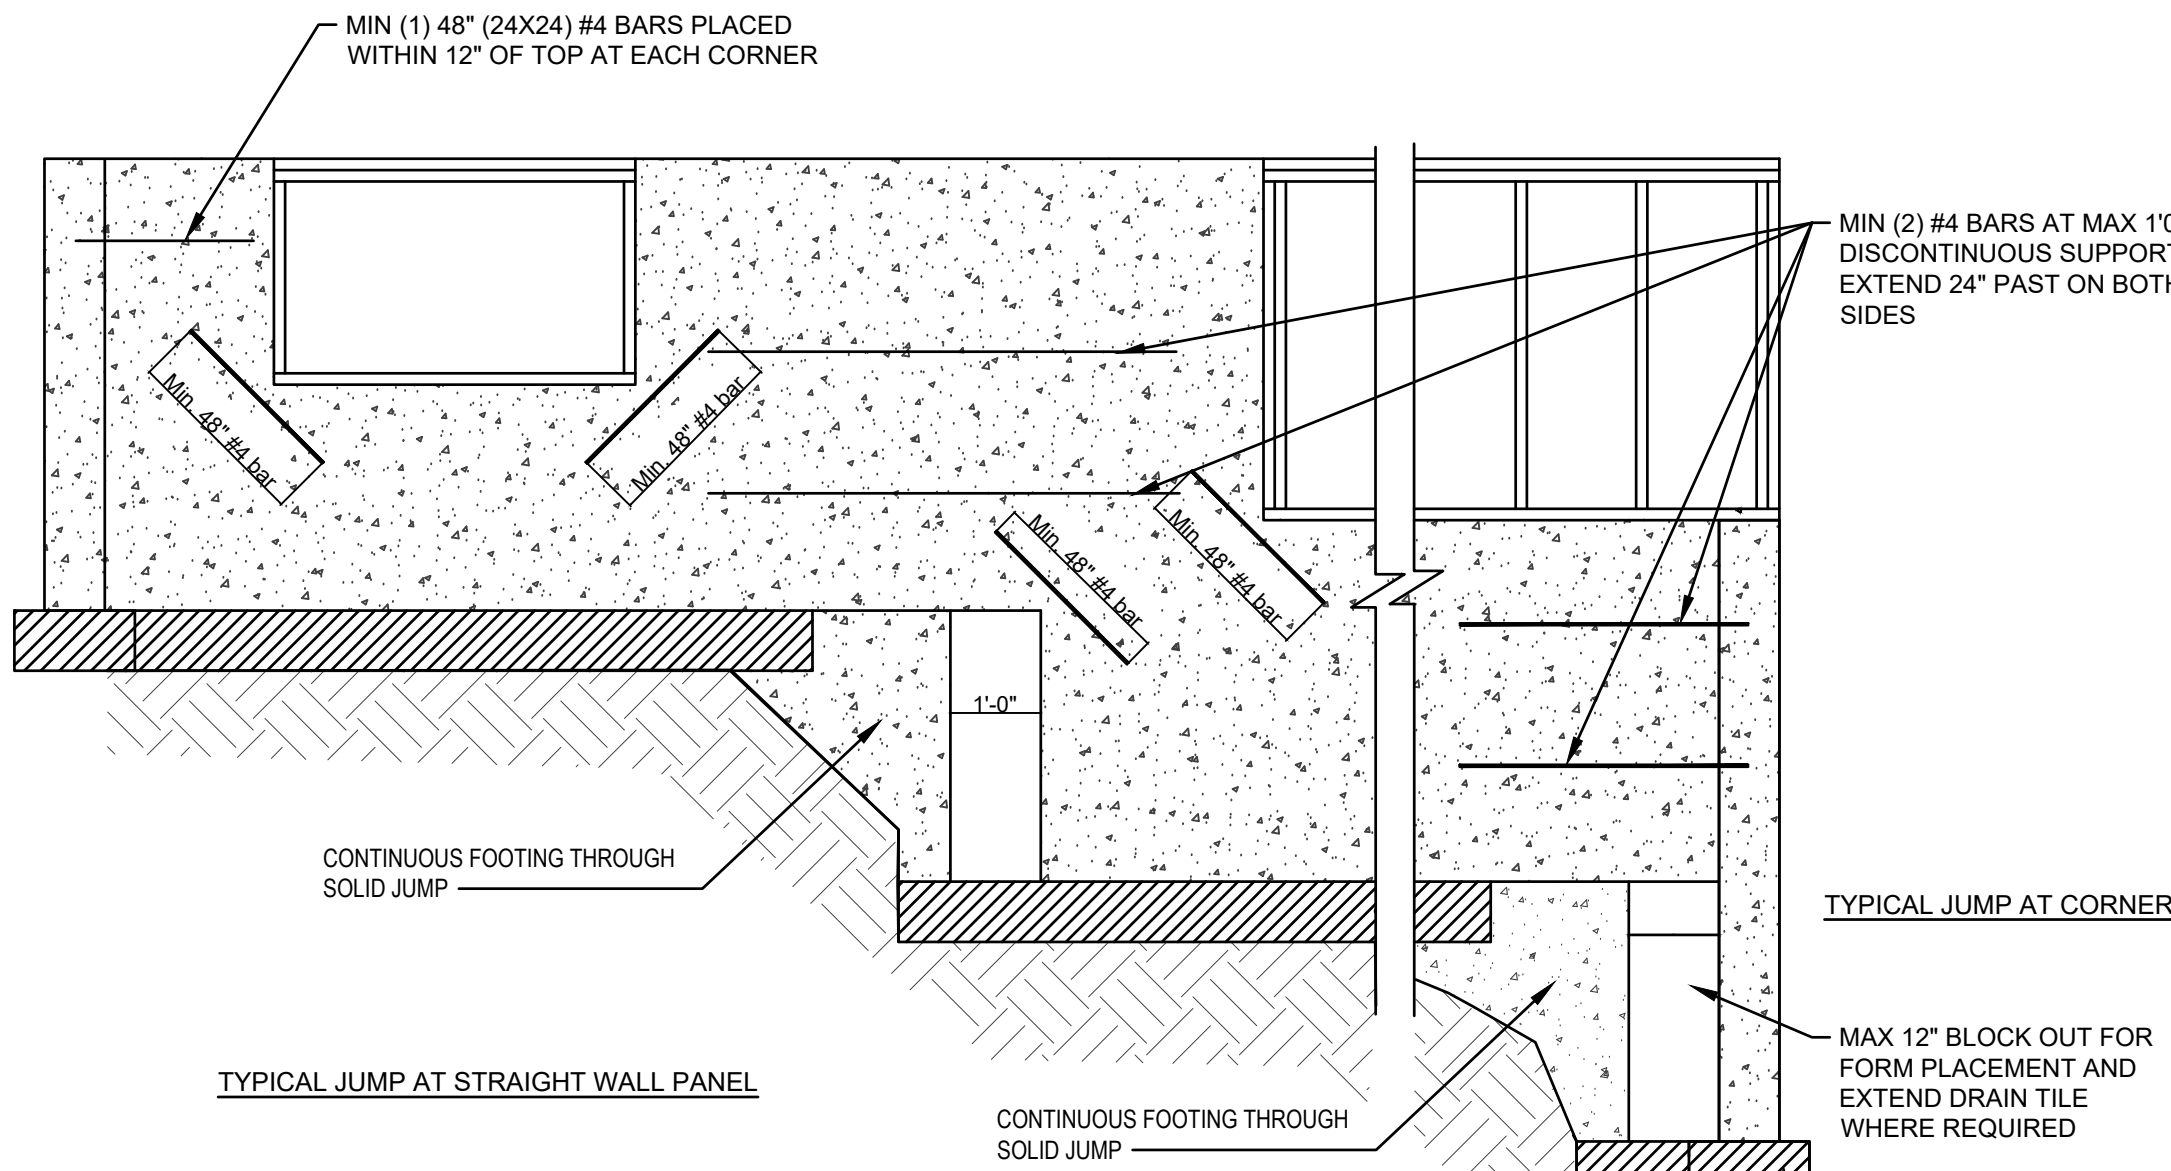 MIN (1) 48" (24X24) #4 BARS PLACED
WITHIN 12" OF TOP AT EACH CORNER
MIN (2) #4 BARS AT MAX 1'0
DISCONTINUOUS SUPPORT
EXTEND 24" PAST ON BOTH
SIDES
Min. 48" #4 bar
Min. 48" #4 bar
Min. 48" #4 bar
Min. 48" #4 bar
1'-0"
CONTINUOUS FOOTING THROUGH
SOLID JUMP
TYPICAL JUMP AT CORNER
TYPICAL JUMP AT STRAIGHT WALL PANEL
MAX 12" BLOCK OUT FOR
FORM PLACEMENT AND
EXTEND DRAIN TILE
WHERE REQUIRED
CONTINUOUS FOOTING THROUGH
SOLID JUMP